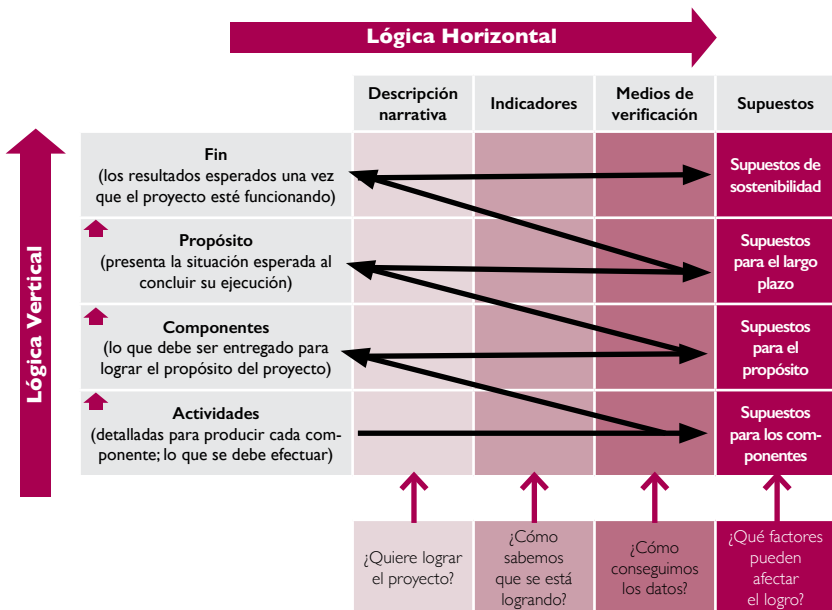 Lógica Horizontal
Descripción
narrativa
Indicadores
Medios de
verificación
Supuestos
Lógica Vertical
Fin
(los resultados esperados una vez
que el proyecto esté funcionando)
Supuestos de
sostenibilidad
Propósito
(presenta la situación esperada al
concluir su ejecución)
Supuestos
para el largo
plazo
Componentes
(lo que debe ser entregado para
lograr el propósito del proyecto)
Supuestos
para el
propósito
Actividades
(detalladas para producir cada com-
ponente; lo que se debe efectuar)
Supuestos
para los com-
ponentes
¿Quiere lograr
el proyecto?
¿Cómo
sabemos
que se está
logrando?
¿Cómo
conseguimos
los datos?
¿Qué factores
pueden
afectar
el logro?